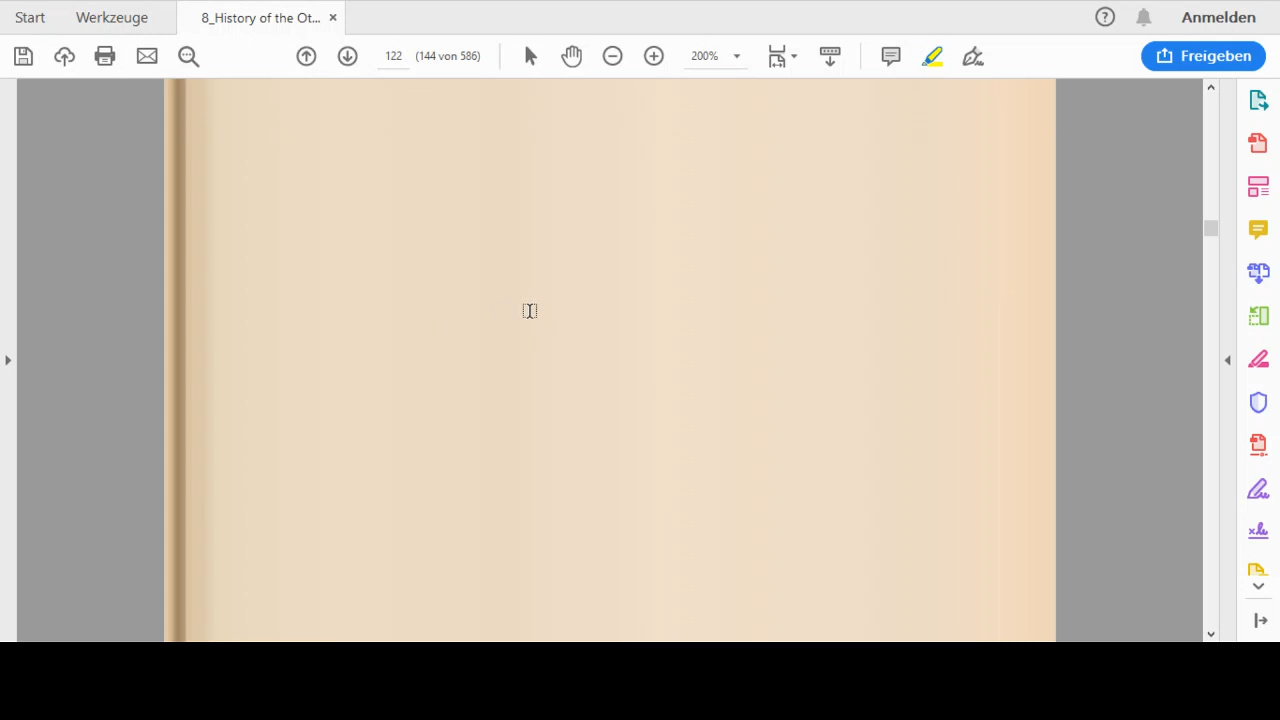 Start Werkzeuge 8_History of the Ot... × Anmelden
122 (144 von 586) 200% Freigeben